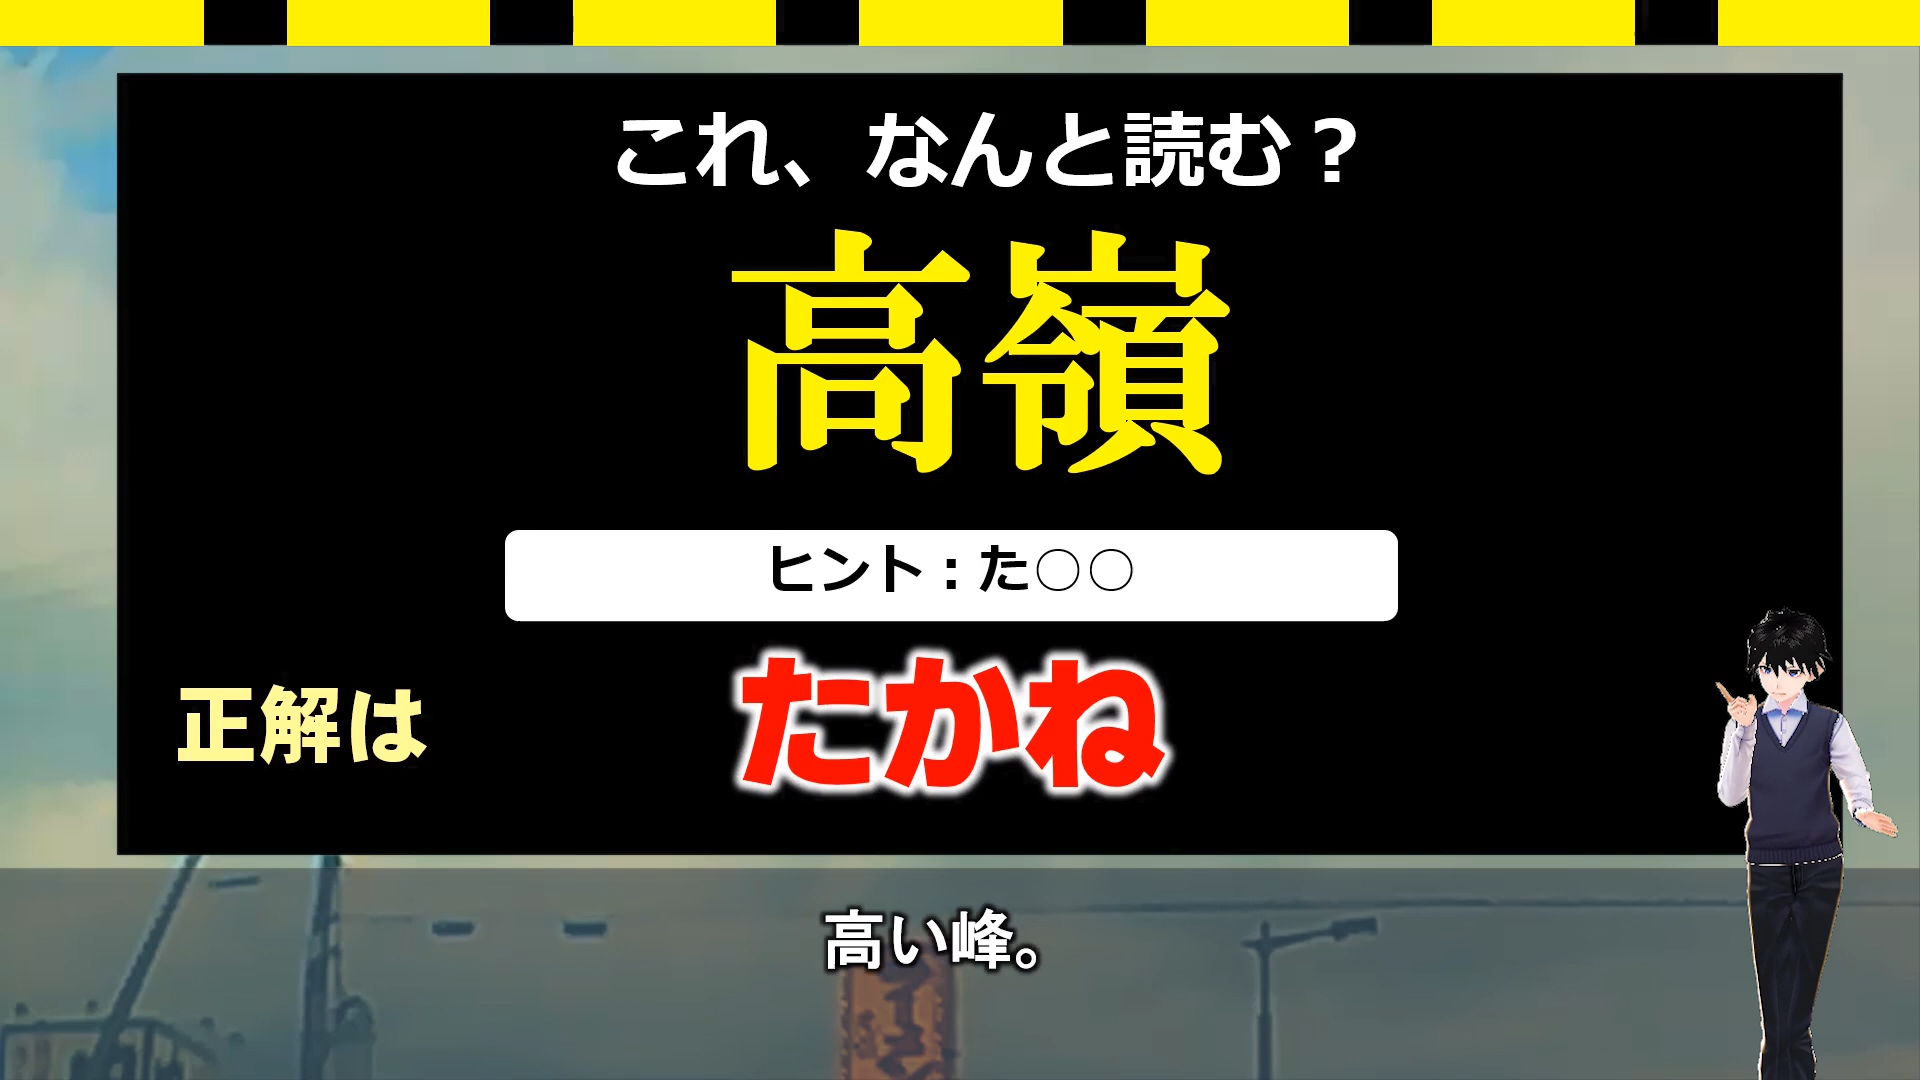 これ、なんと読む？
高嶺
ヒント：た○○
正解は
たかね
高い峰。